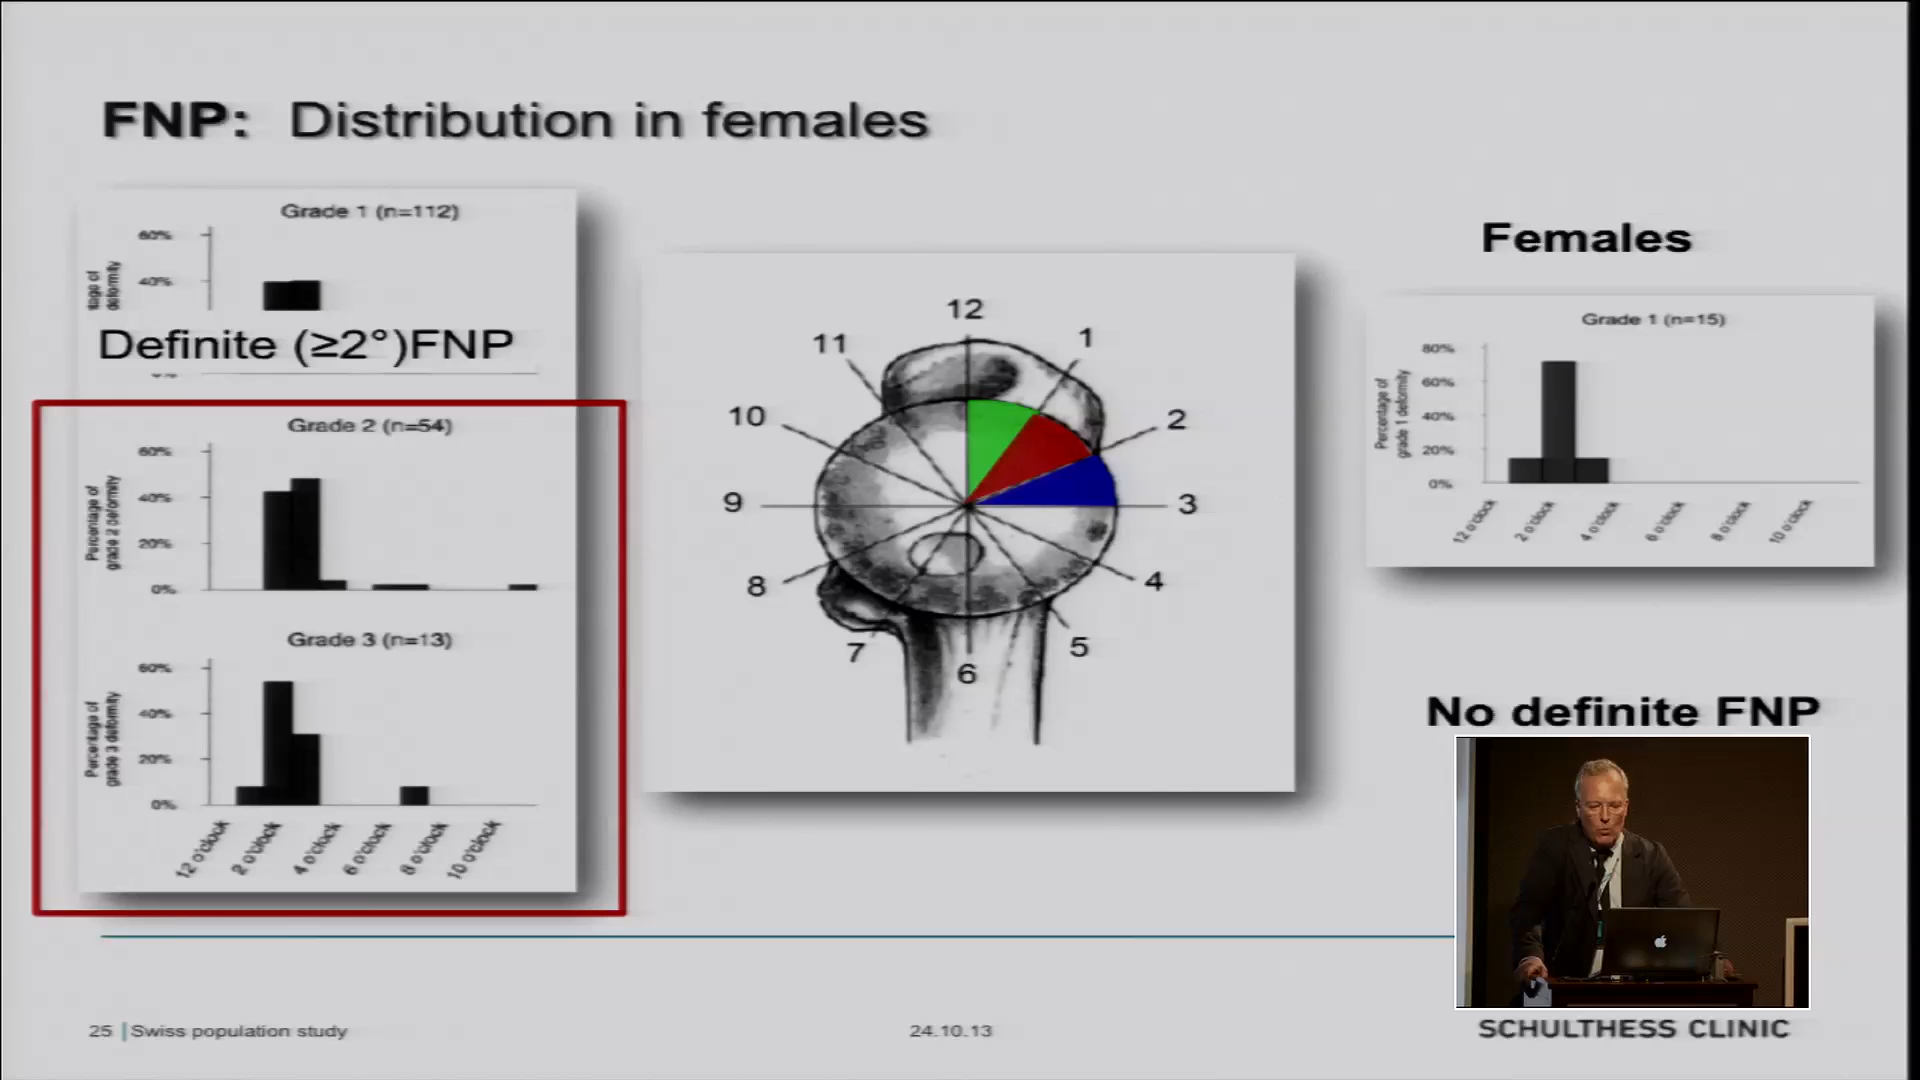 FNP: Distribution in females
Grade 1 (n=112)
60%
40%
Definite (≥2°)FNP
Grade 2 (n=54)
Percentage of
grade 2 deformity
60%
40%
20%
0%
Grade 3 (n=13)
Percentage of
grade 3 deformity
60%
40%
20%
0%
12 o'clock
2 o'clock
4 o'clock
6 o'clock
8 o'clock
10 o'clock
12
11
1
10
2
9
3
8
4
7
5
6
Females
Grade 1 (n=15)
Percentage of
grade 1 deformity
80%
60%
40%
20%
0%
12 o'clock
2 o'clock
4 o'clock
6 o'clock
8 o'clock
10 o'clock
No definite FNP
25 | Swiss population study
24.10.13
SCHULTHESS CLINIC